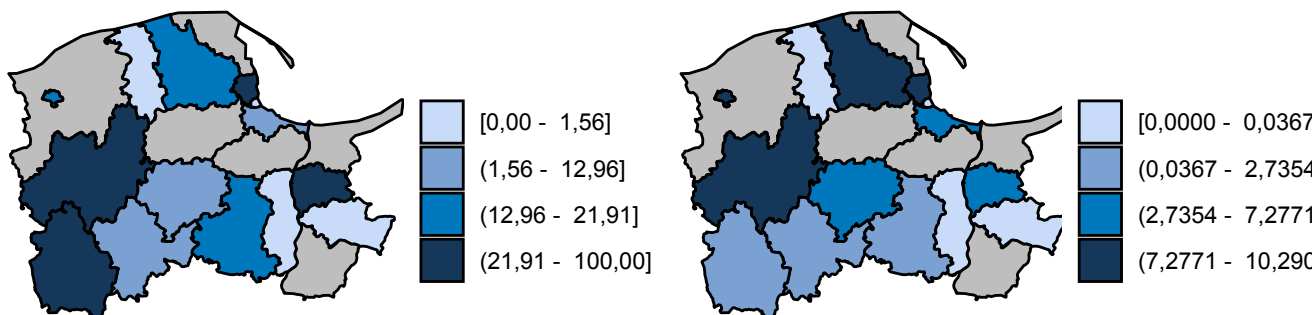 [0,00 - 1,56]
(1,56 - 12,96]
(12,96 - 21,91]
(21,91 - 100,00]
[0,0000 - 0,0367
(0,0367 - 2,7354
(2,7354 - 7,2771
(7,2771 - 10,290